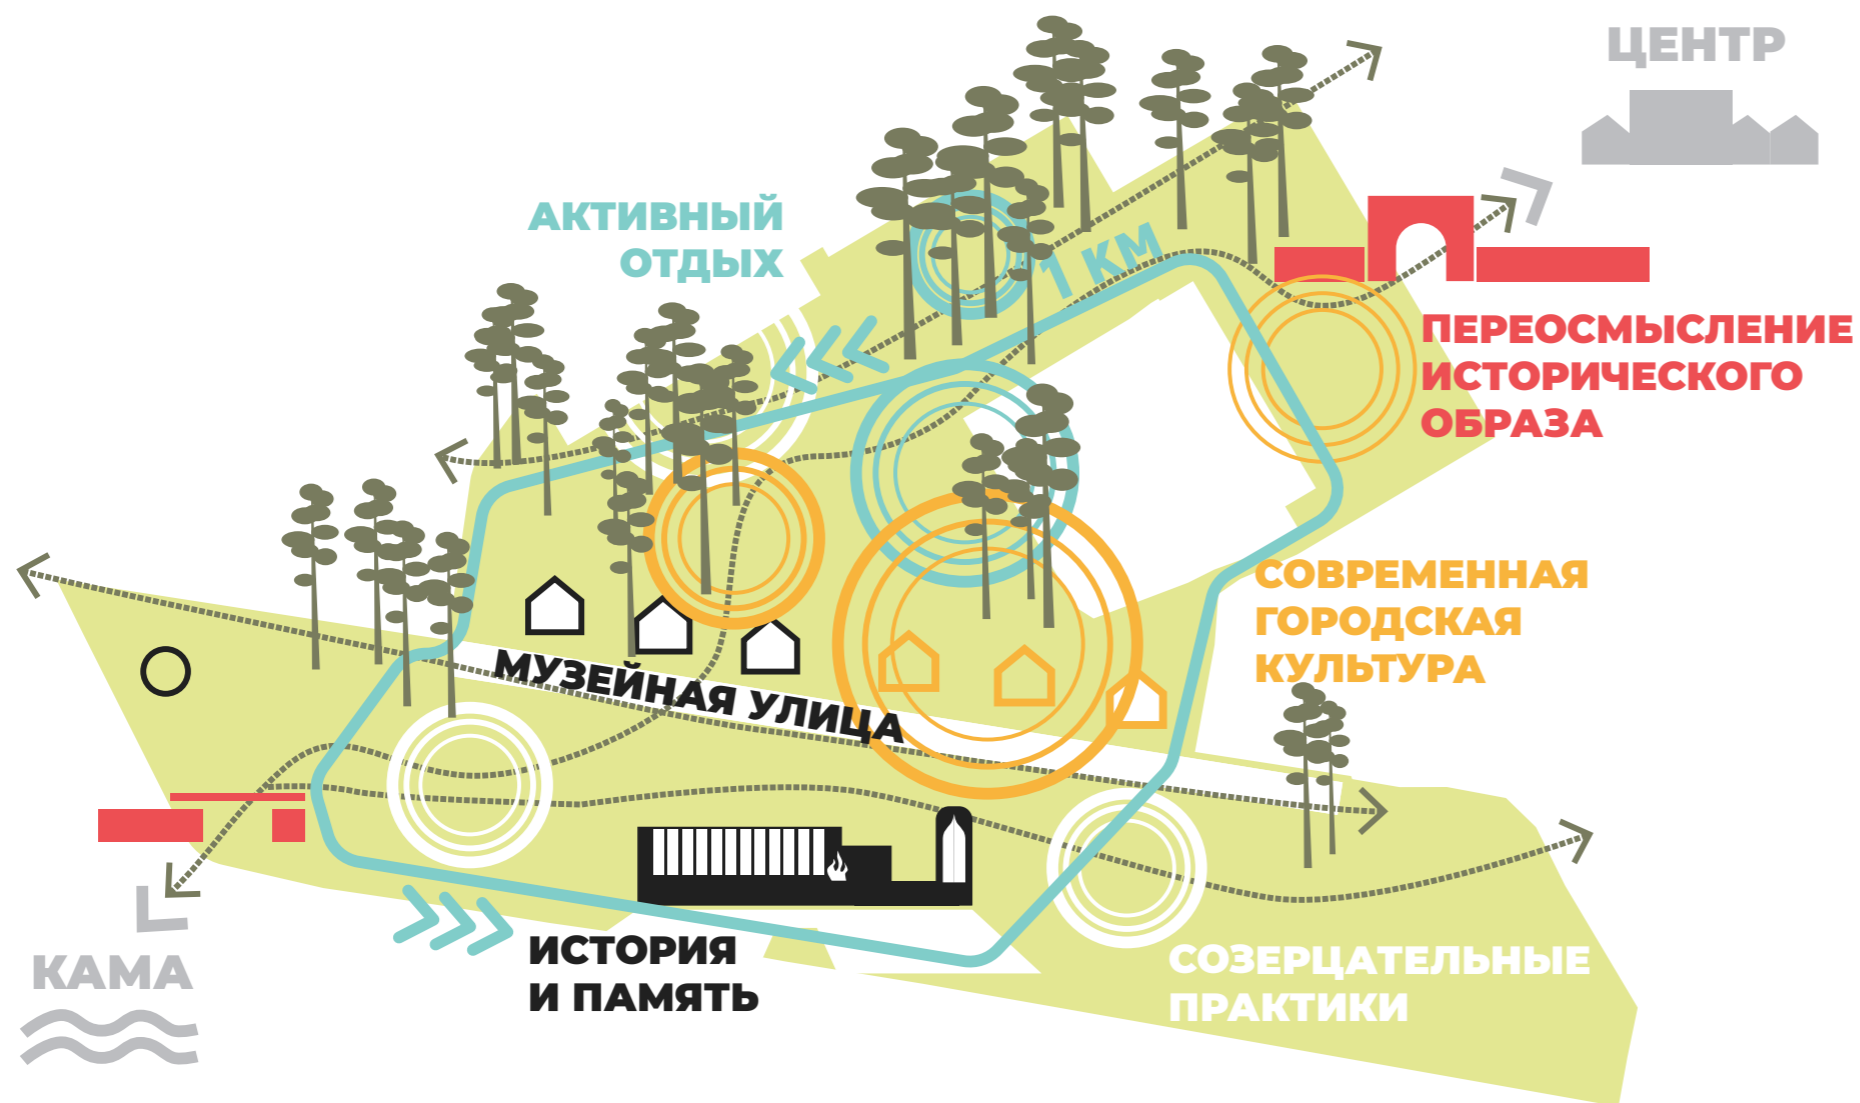 ЦЕНТР
АКТИВНЫЙ
ОТДЫХ
1 КМ
ПЕРЕОСМЫСЛЕНИЕ
ИСТОРИЧЕСКОГО
ОБРАЗА
СОВРЕМЕННАЯ
ГОРОДСКАЯ
КУЛЬТУРА
МУЗЕЙНАЯ УЛИЦА
КАМА
ИСТОРИЯ
И ПАМЯТЬ
СОЗЕРЦАТЕЛЬНЫЕ
ПРАКТИКИ